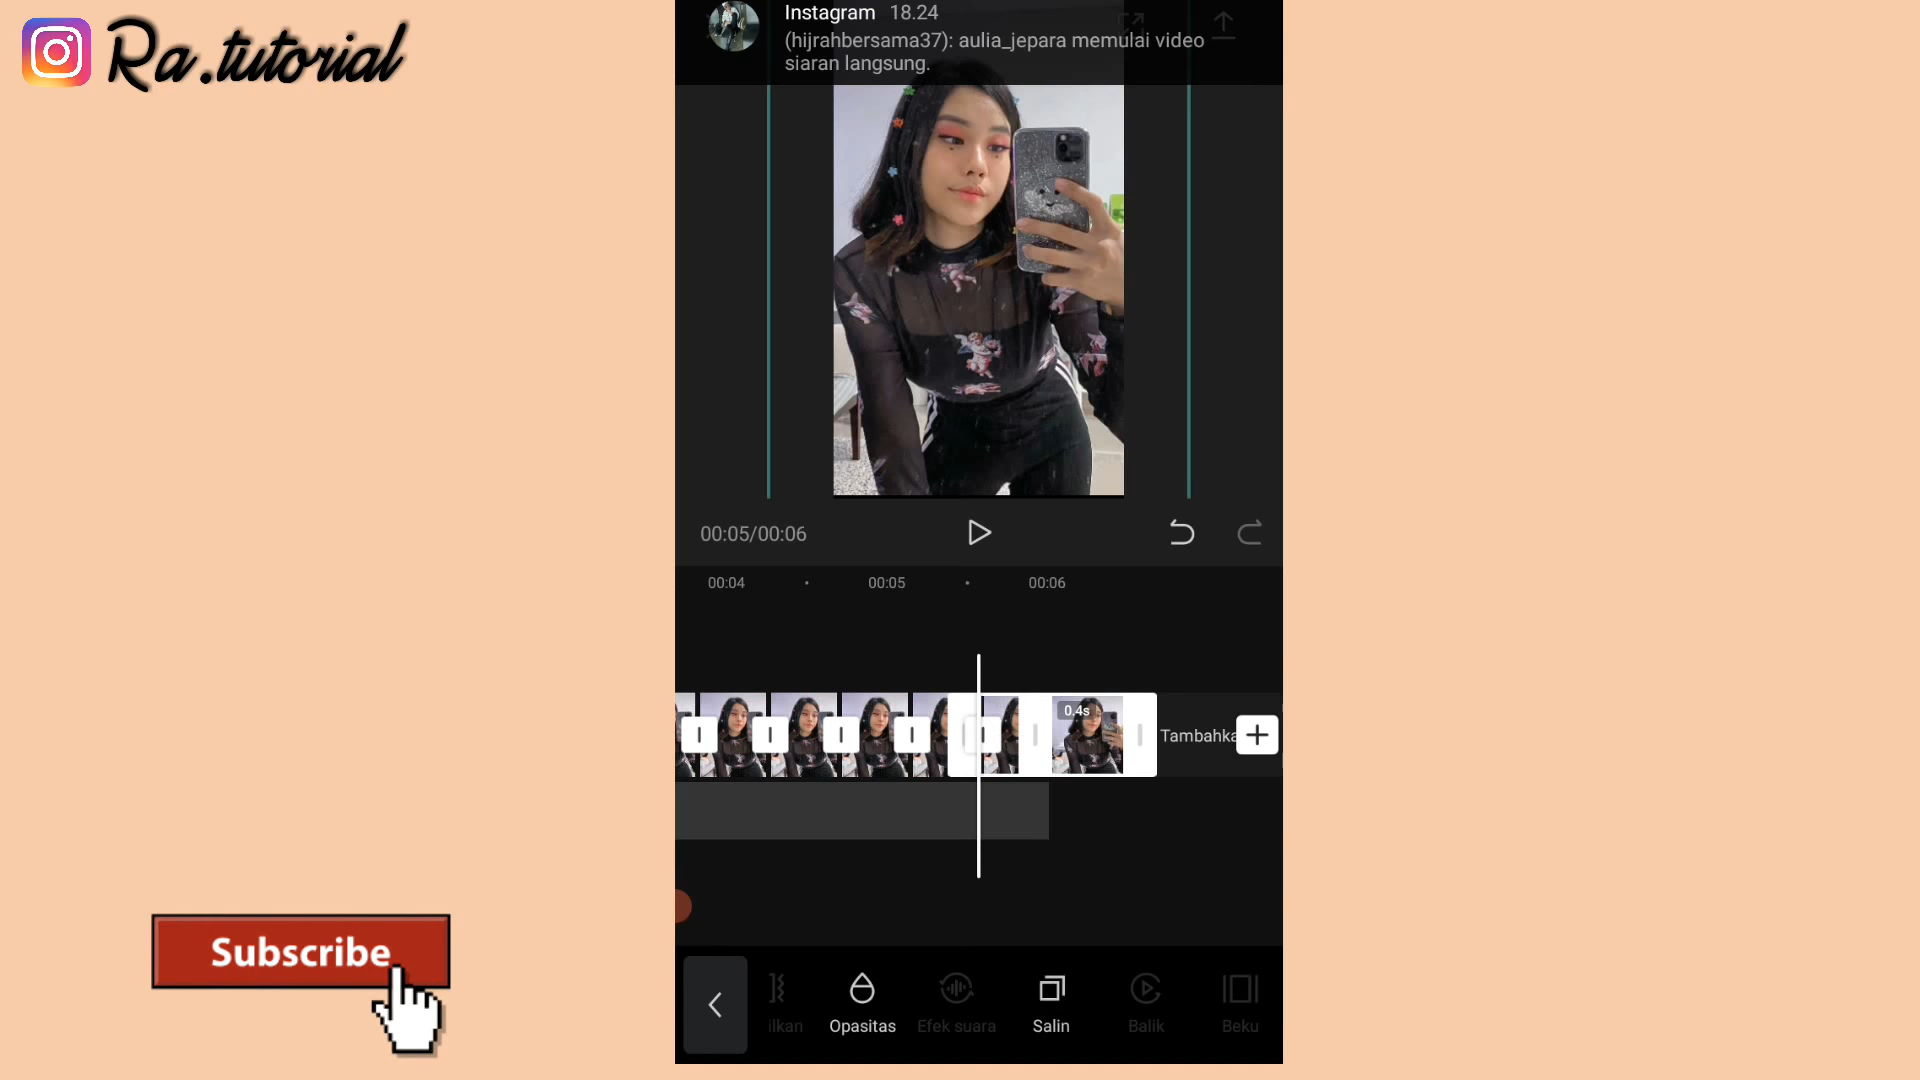 Ra.tutorial
Instagram 18.24
(hijrahbersama37): aulia_jepara memulai video
siaran langsung.
00:05/00:06
00:04 00:05 00:06
0.4s
Tambahka
Subscribe
ilkan Opasitas Efek suara Salin Balik Beku